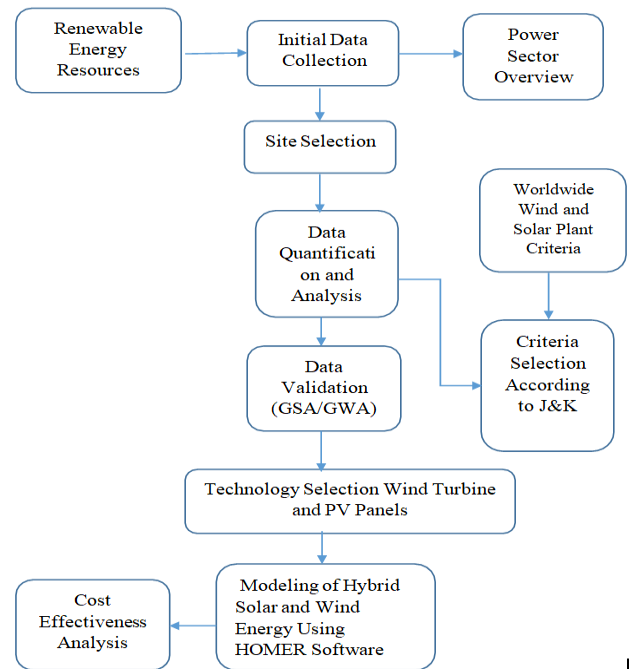 Renewable
Energy
Resources
Initial Data
Collection
Power
Sector
Overview
Site Selection
Worldwide
Wind and
Solar Plant
Criteria
Data
Quantificati
on and
Analysis
Data
Validation
(GSA/GWA)
Criteria
Selection
According
to J&K
Technology Selection Wind Turbine
and PV Panels
Modeling of Hybrid
Solar and Wind
Energy Using
HOMER Software
Cost
Effectiveness
Analysis